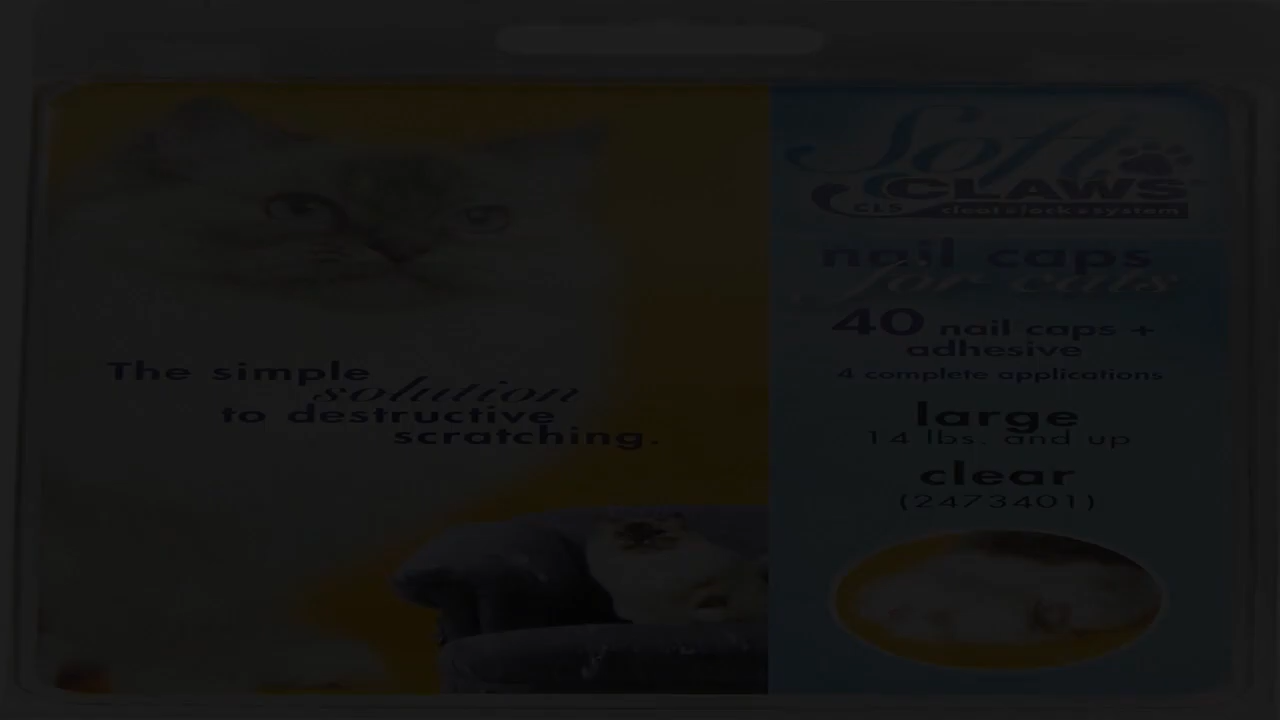 The simple
solution
to destructive
scratching.
Soft
CLAWS
CLS cleat • lock • system
nail caps
for cats
40 nail caps +
adhesive
4 complete applications
large
14 lbs. and up
clear
(2473401)